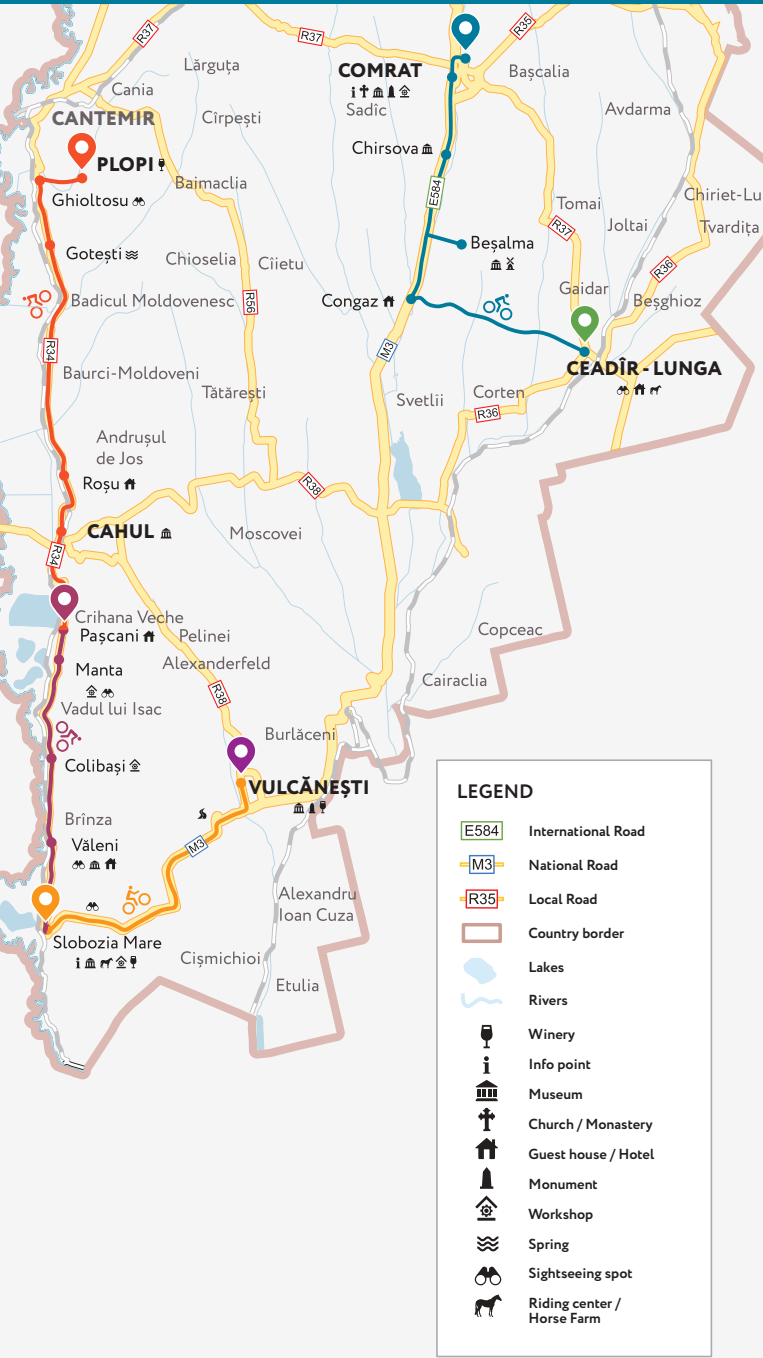 R37
R35
R37
Lărguța
COMRAT
Bașcalia
Cania
Sadîc
Avdarma
CANTEMIR
Cîrpești
Chirsova
PLOPI
Baimaclia
E584
Chiriet-Lu
Ghioltosu
Tomai
Joltai
Tvardița
R37
Gotești
Chioselia
Cîietu
Beșalma
R36
Gaidar
Badicul Moldovenesc
R56
Congaz
Beșghioz
R34
M3
Baurci-Moldoveni
CEADÎR - LUNGA
Tătărești
Svetlii
Corten
R36
Andrușul
de Jos
Roșu
R38
CAHUL
Moscovei
R34
Crihana Veche
Pașcani
Pelinei
Copceac
Manta
Alexanderfeld
Cairaclia
R38
Vadul lui Isac
Burlăceni
Colibași
VULCĂNEȘTI
Brînza
Văleni
M3
Alexandru
Ioan Cuza
Slobozia Mare
Cișmichioi
Etulia
LEGEND
E584 International Road
M3 National Road
R35 Local Road
Country border
Lakes
Rivers
Winery
Info point
Museum
Church / Monastery
Guest house / Hotel
Monument
Workshop
Spring
Sightseeing spot
Riding center /
Horse Farm